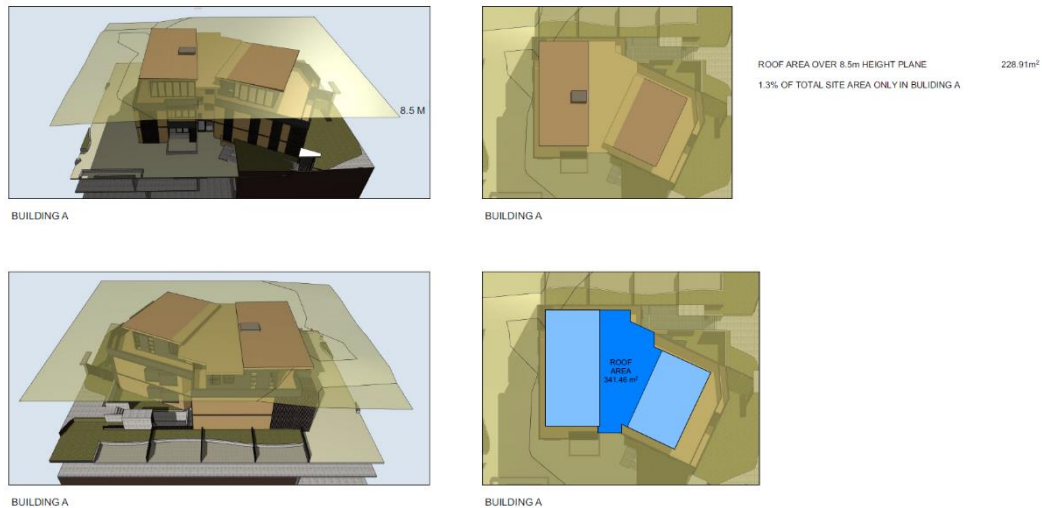 8.5 M
ROOF AREA OVER 8.5m HEIGHT PLANE 228.91m²
1.3% OF TOTAL SITE AREA ONLY IN BULIDING A
BUILDING A
BUILDING A
ROOF
AREA
341.46 m²
BUILDING A
BUILDING A